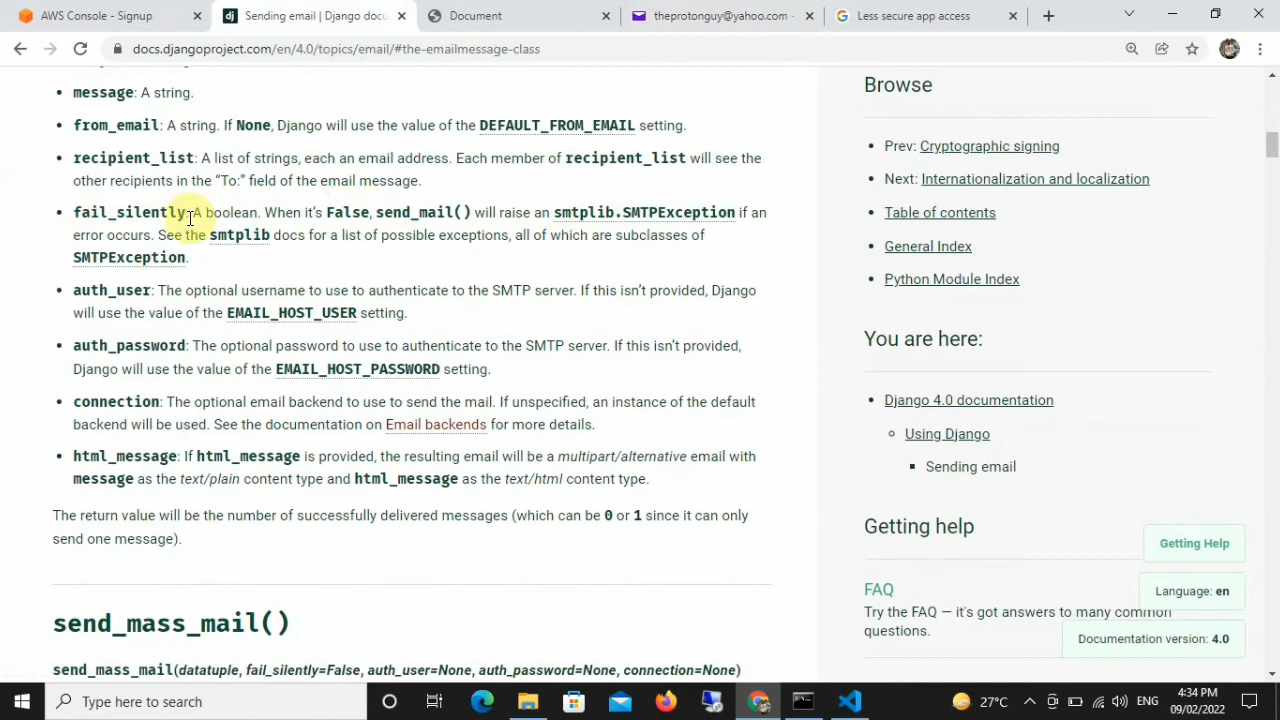 AWS Console - Signup
Sending email | Django docu
Document
theprotonguy@yahoo.com -
Less secure app access
docs.djangoproject.com/en/4.0/topics/email/#the-emailmessage-class
message: A string.
from_email: A string. If None, Django will use the value of the DEFAULT_FROM_EMAIL setting.
recipient_list: A list of strings, each an email address. Each member of recipient_list will see the
other recipients in the “To:” field of the email message.
fail_silently: A boolean. When it’s False, send_mail() will raise an smtplib.SMTPException if an
error occurs. See the smtplib docs for a list of possible exceptions, all of which are subclasses of
SMTPException.
auth_user: The optional username to use to authenticate to the SMTP server. If this isn’t provided, Django
will use the value of the EMAIL_HOST_USER setting.
auth_password: The optional password to use to authenticate to the SMTP server. If this isn’t provided,
Django will use the value of the EMAIL_HOST_PASSWORD setting.
connection: The optional email backend to use to send the mail. If unspecified, an instance of the default
backend will be used. See the documentation on Email backends for more details.
html_message: If html_message is provided, the resulting email will be a multipart/alternative email with
message as the text/plain content type and html_message as the text/html content type.
The return value will be the number of successfully delivered messages (which can be 0 or 1 since it can only
send one message).
send_mass_mail()
send_mass_mail(datatuple, fail_silently=False, auth_user=None, auth_password=None, connection=None)
Browse
Prev: Cryptographic signing
Next: Internationalization and localization
Table of contents
General Index
Python Module Index
You are here:
Django 4.0 documentation
Using Django
Sending email
Getting help
Getting Help
FAQ
Language: en
Try the FAQ — it's got answers to many common
questions.
Documentation version: 4.0
Type here to search
27°C
ENG
4:34 PM
09/02/2022